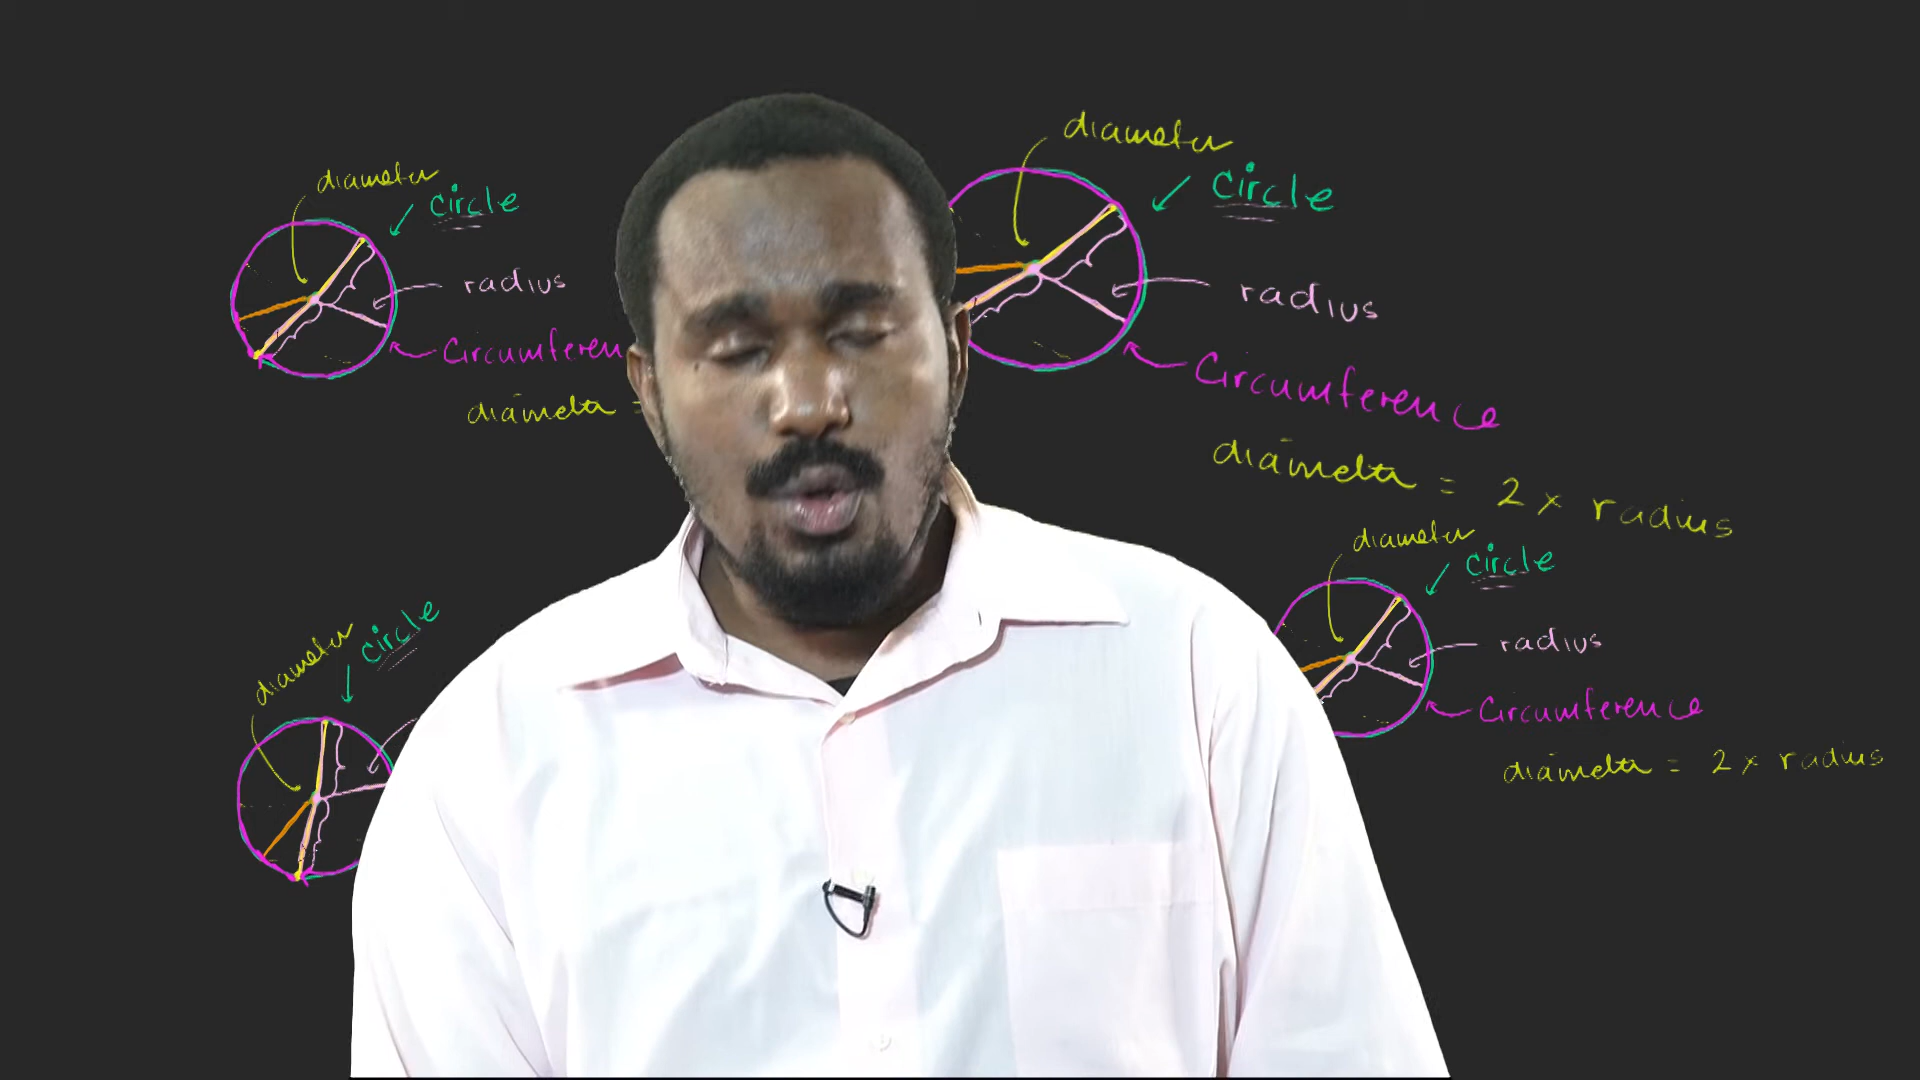 diameter
circle
radius
Circumferen
diameter =
diameter
circle
radius
Circumference
diameter = 2 x radius
diameter
circle
diameter
circle
radius
Circumference
diameter = 2 x radius